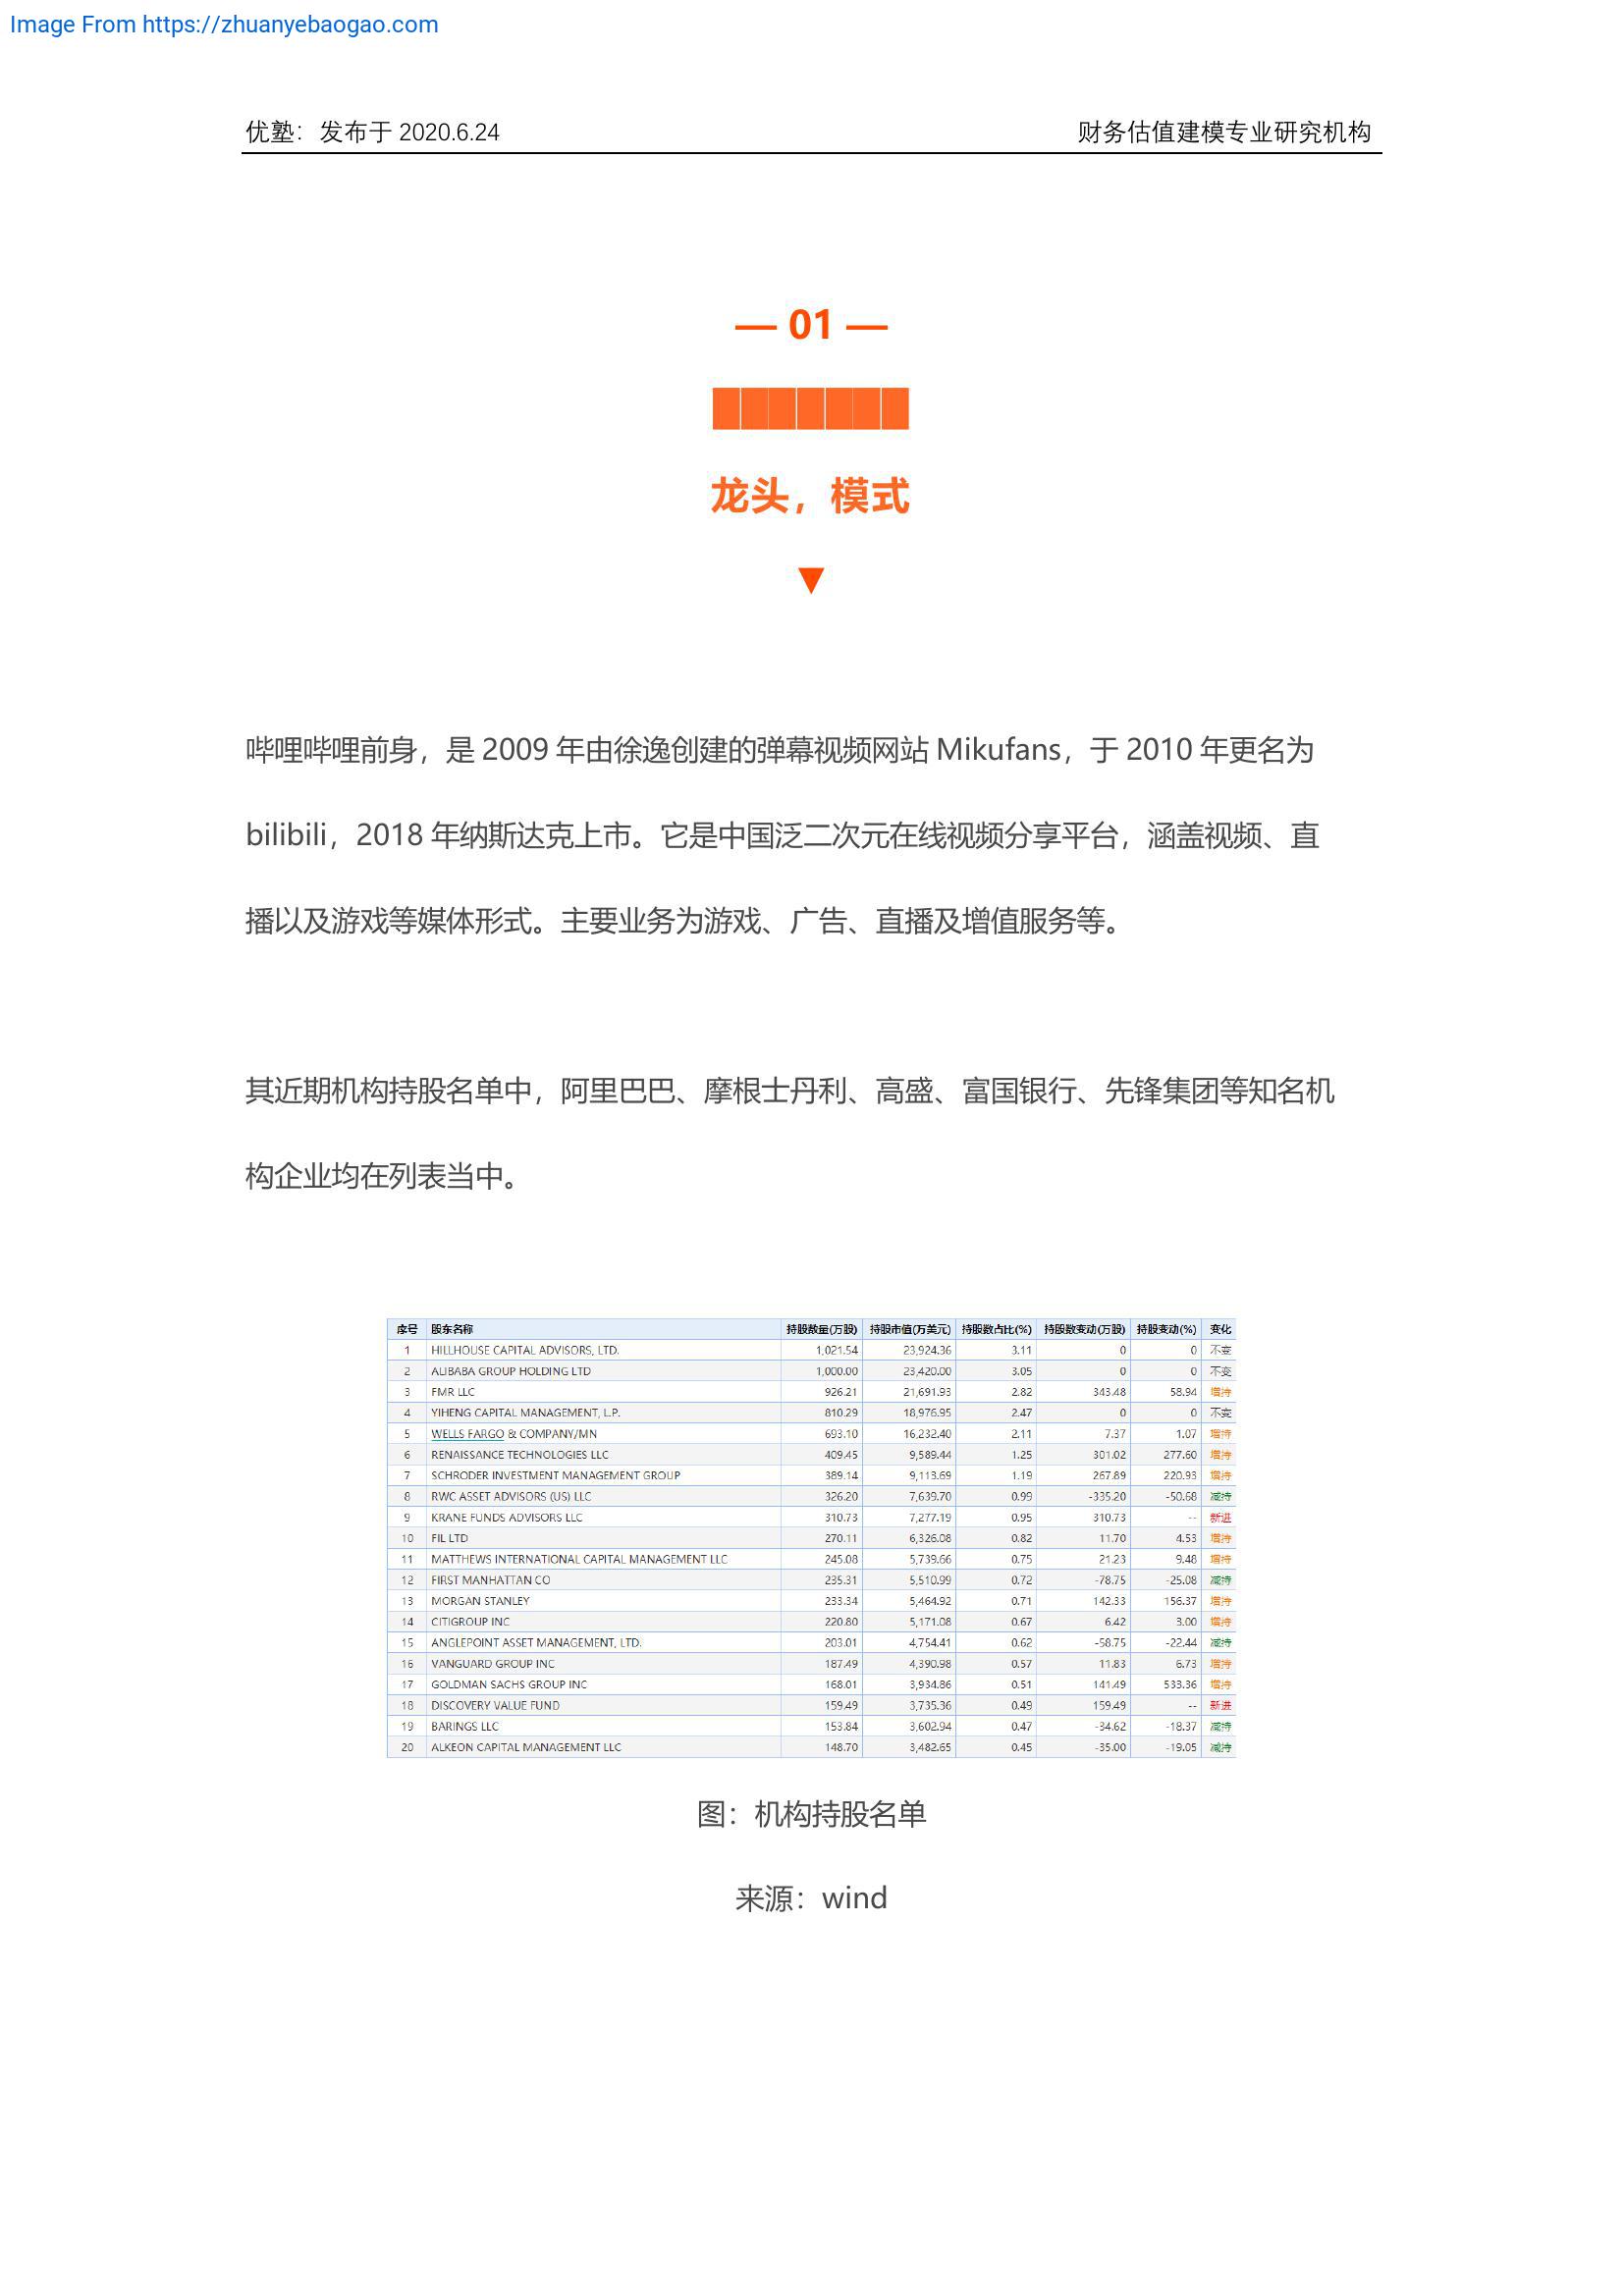 Image From https://zhuanyebaogao.com
优塾：发布于 2020.6.24 财务估值建模专业研究机构
— 01 —
███████
龙头，模式
▼
哔哩哔哩前身，是 2009 年由徐逸创建的弹幕视频网站 Mikufans，于 2010 年更名为
bilibili，2018 年纳斯达克上市。它是中国泛二次元在线视频分享平台，涵盖视频、直
播以及游戏等媒体形式。主要业务为游戏、广告、直播及增值服务等。
其近期机构持股名单中，阿里巴巴、摩根士丹利、高盛、富国银行、先锋集团等知名机
构企业均在列表当中。
序号 股东名称 持股数量(万股) 持股市值(万美元) 持股数占比(%) 持股数变动(万股) 持股变动(%) 变化
1 HILLHOUSE CAPITAL ADVISORS, LTD. 1,021.54 23,924.36 3.11 0 0 不变
2 ALIBABA GROUP HOLDING LTD 1,000.00 23,420.00 3.05 0 0 不变
3 FMR LLC 926.21 21,691.93 2.82 343.48 58.94 增持
4 YIHENG CAPITAL MANAGEMENT, L.P. 810.29 18,976.95 2.47 0 0 不变
5 WELLS FARGO & COMPANY/MN 693.10 16,232.40 2.11 7.37 1.07 增持
6 RENAISSANCE TECHNOLOGIES LLC 409.45 9,589.44 1.25 301.02 277.60 增持
7 SCHRODER INVESTMENT MANAGEMENT GROUP 389.14 9,113.69 1.19 267.89 220.93 增持
8 RWC ASSET ADVISORS (US) LLC 326.20 7,639.70 0.99 -335.20 -50.68 减持
9 KRANE FUNDS ADVISORS LLC 310.73 7,277.19 0.95 310.73 -- 新进
10 FIL LTD 270.11 6,326.08 0.82 11.70 4.53 增持
11 MATTHEWS INTERNATIONAL CAPITAL MANAGEMENT LLC 245.08 5,739.66 0.75 21.23 9.48 增持
12 FIRST MANHATTAN CO 235.31 5,510.99 0.72 -78.75 -25.08 减持
13 MORGAN STANLEY 233.34 5,464.92 0.71 142.33 156.37 增持
14 CITIGROUP INC 220.80 5,171.08 0.67 6.42 3.00 增持
15 ANGLEPOINT ASSET MANAGEMENT, LTD. 203.01 4,754.41 0.62 -58.75 -22.44 减持
16 VANGUARD GROUP INC 187.49 4,390.98 0.57 11.83 6.73 增持
17 GOLDMAN SACHS GROUP INC 168.01 3,934.86 0.51 141.49 533.36 增持
18 DISCOVERY VALUE FUND 159.49 3,735.36 0.49 159.49 -- 新进
19 BARINGS LLC 153.84 3,602.94 0.47 -34.62 -18.37 减持
20 ALKEON CAPITAL MANAGEMENT LLC 148.70 3,482.65 0.45 -35.00 -19.05 减持
图：机构持股名单
来源：wind